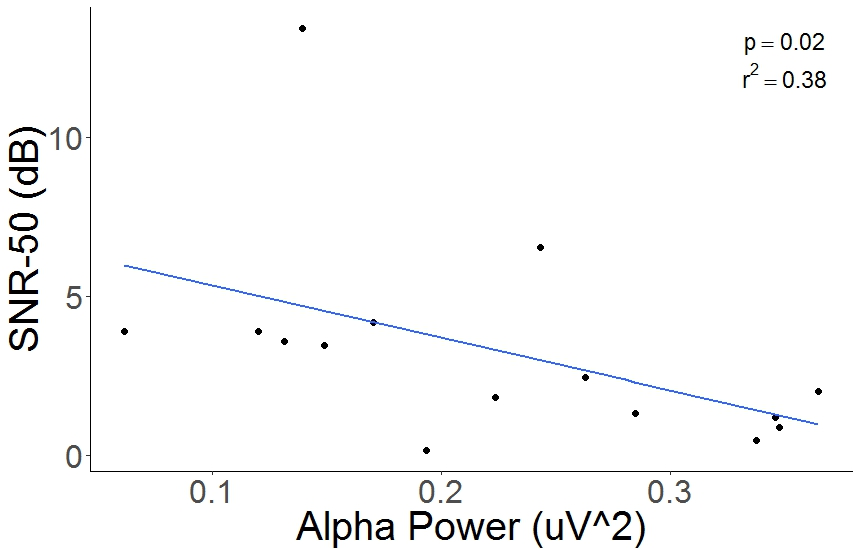 p = 0.02
r² = 0.38
SNR-50 (dB)
10
5
0
0.1 0.2 0.3
Alpha Power (uV^2)